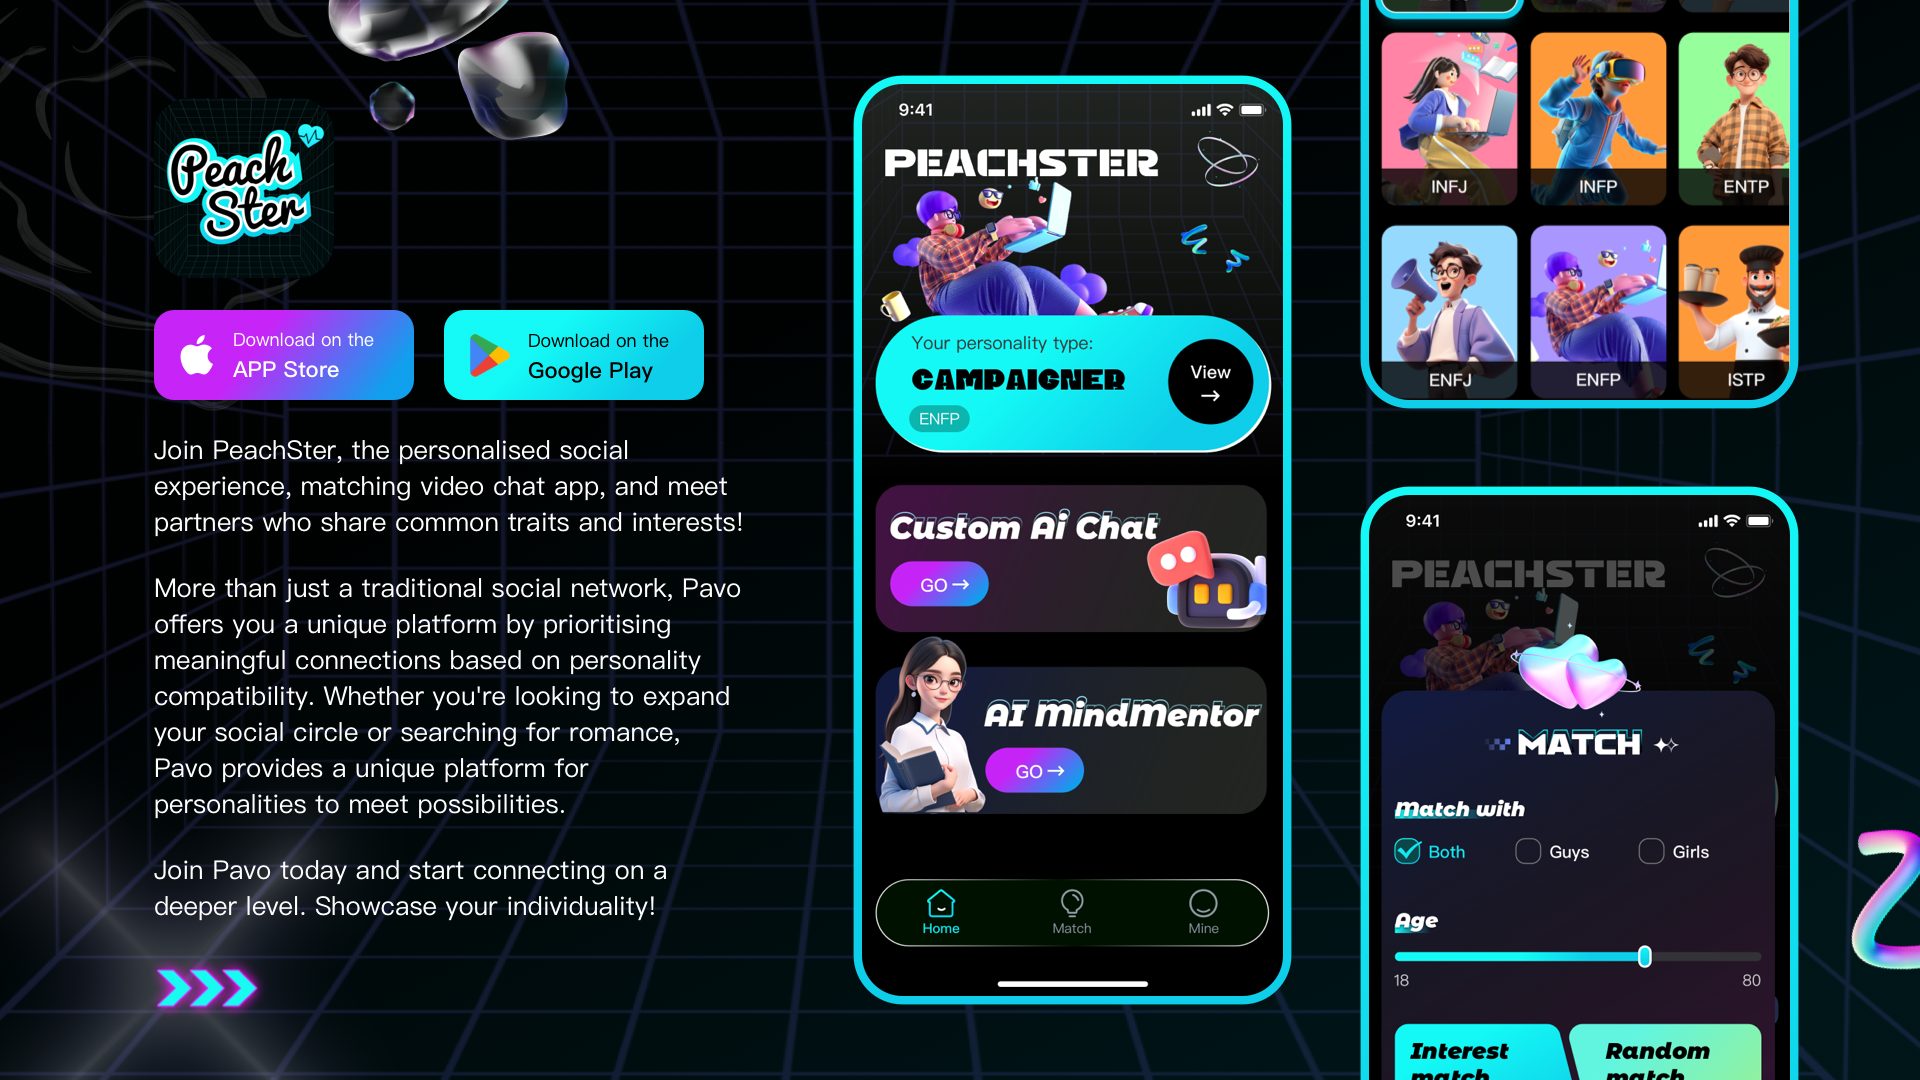 Peach
Ster
Download on the
APP Store
Download on the
Google Play
Join PeachSter, the personalised social
experience, matching video chat app, and meet
partners who share common traits and interests!
More than just a traditional social network, Pavo
offers you a unique platform by prioritising
meaningful connections based on personality
compatibility. Whether you're looking to expand
your social circle or searching for romance,
Pavo provides a unique platform for
personalities to meet possibilities.
Join Pavo today and start connecting on a
deeper level. Showcase your individuality!
9:41
PEACHSTER
Your personality type:
CAMPAIGNER
ENFP
View
Custom Ai Chat
GO
AI MindMentor
GO
Home
Match
Mine
INFJ
INFP
ENTP
ENFJ
ENFP
ISTP
9:41
PEACHSTER
MATCH
Match with
Both
Guys
Girls
Age
18
80
Interest
match
Random
match